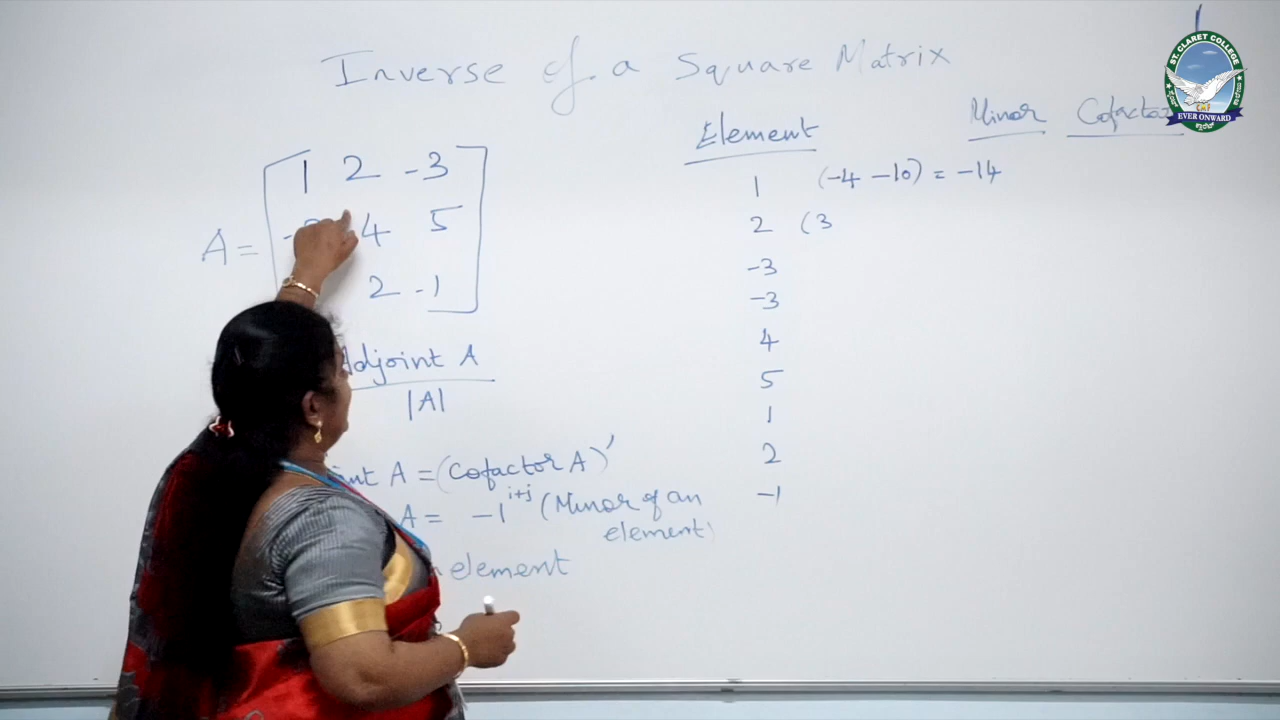 Inverse of a Square Matrix
ST. CLARET COLLEGE
EVER ONWARD
Element Minor Cofactor
A = 1 2 -3
4 5
2 -1
1 (-4 -10) = -14
2 (3
-3
-3
4
5
1
2
-1
Adjoint A
|A|
int A = (Cofactor A)'
A = -1^{i+j} (Minor of an
element)
element